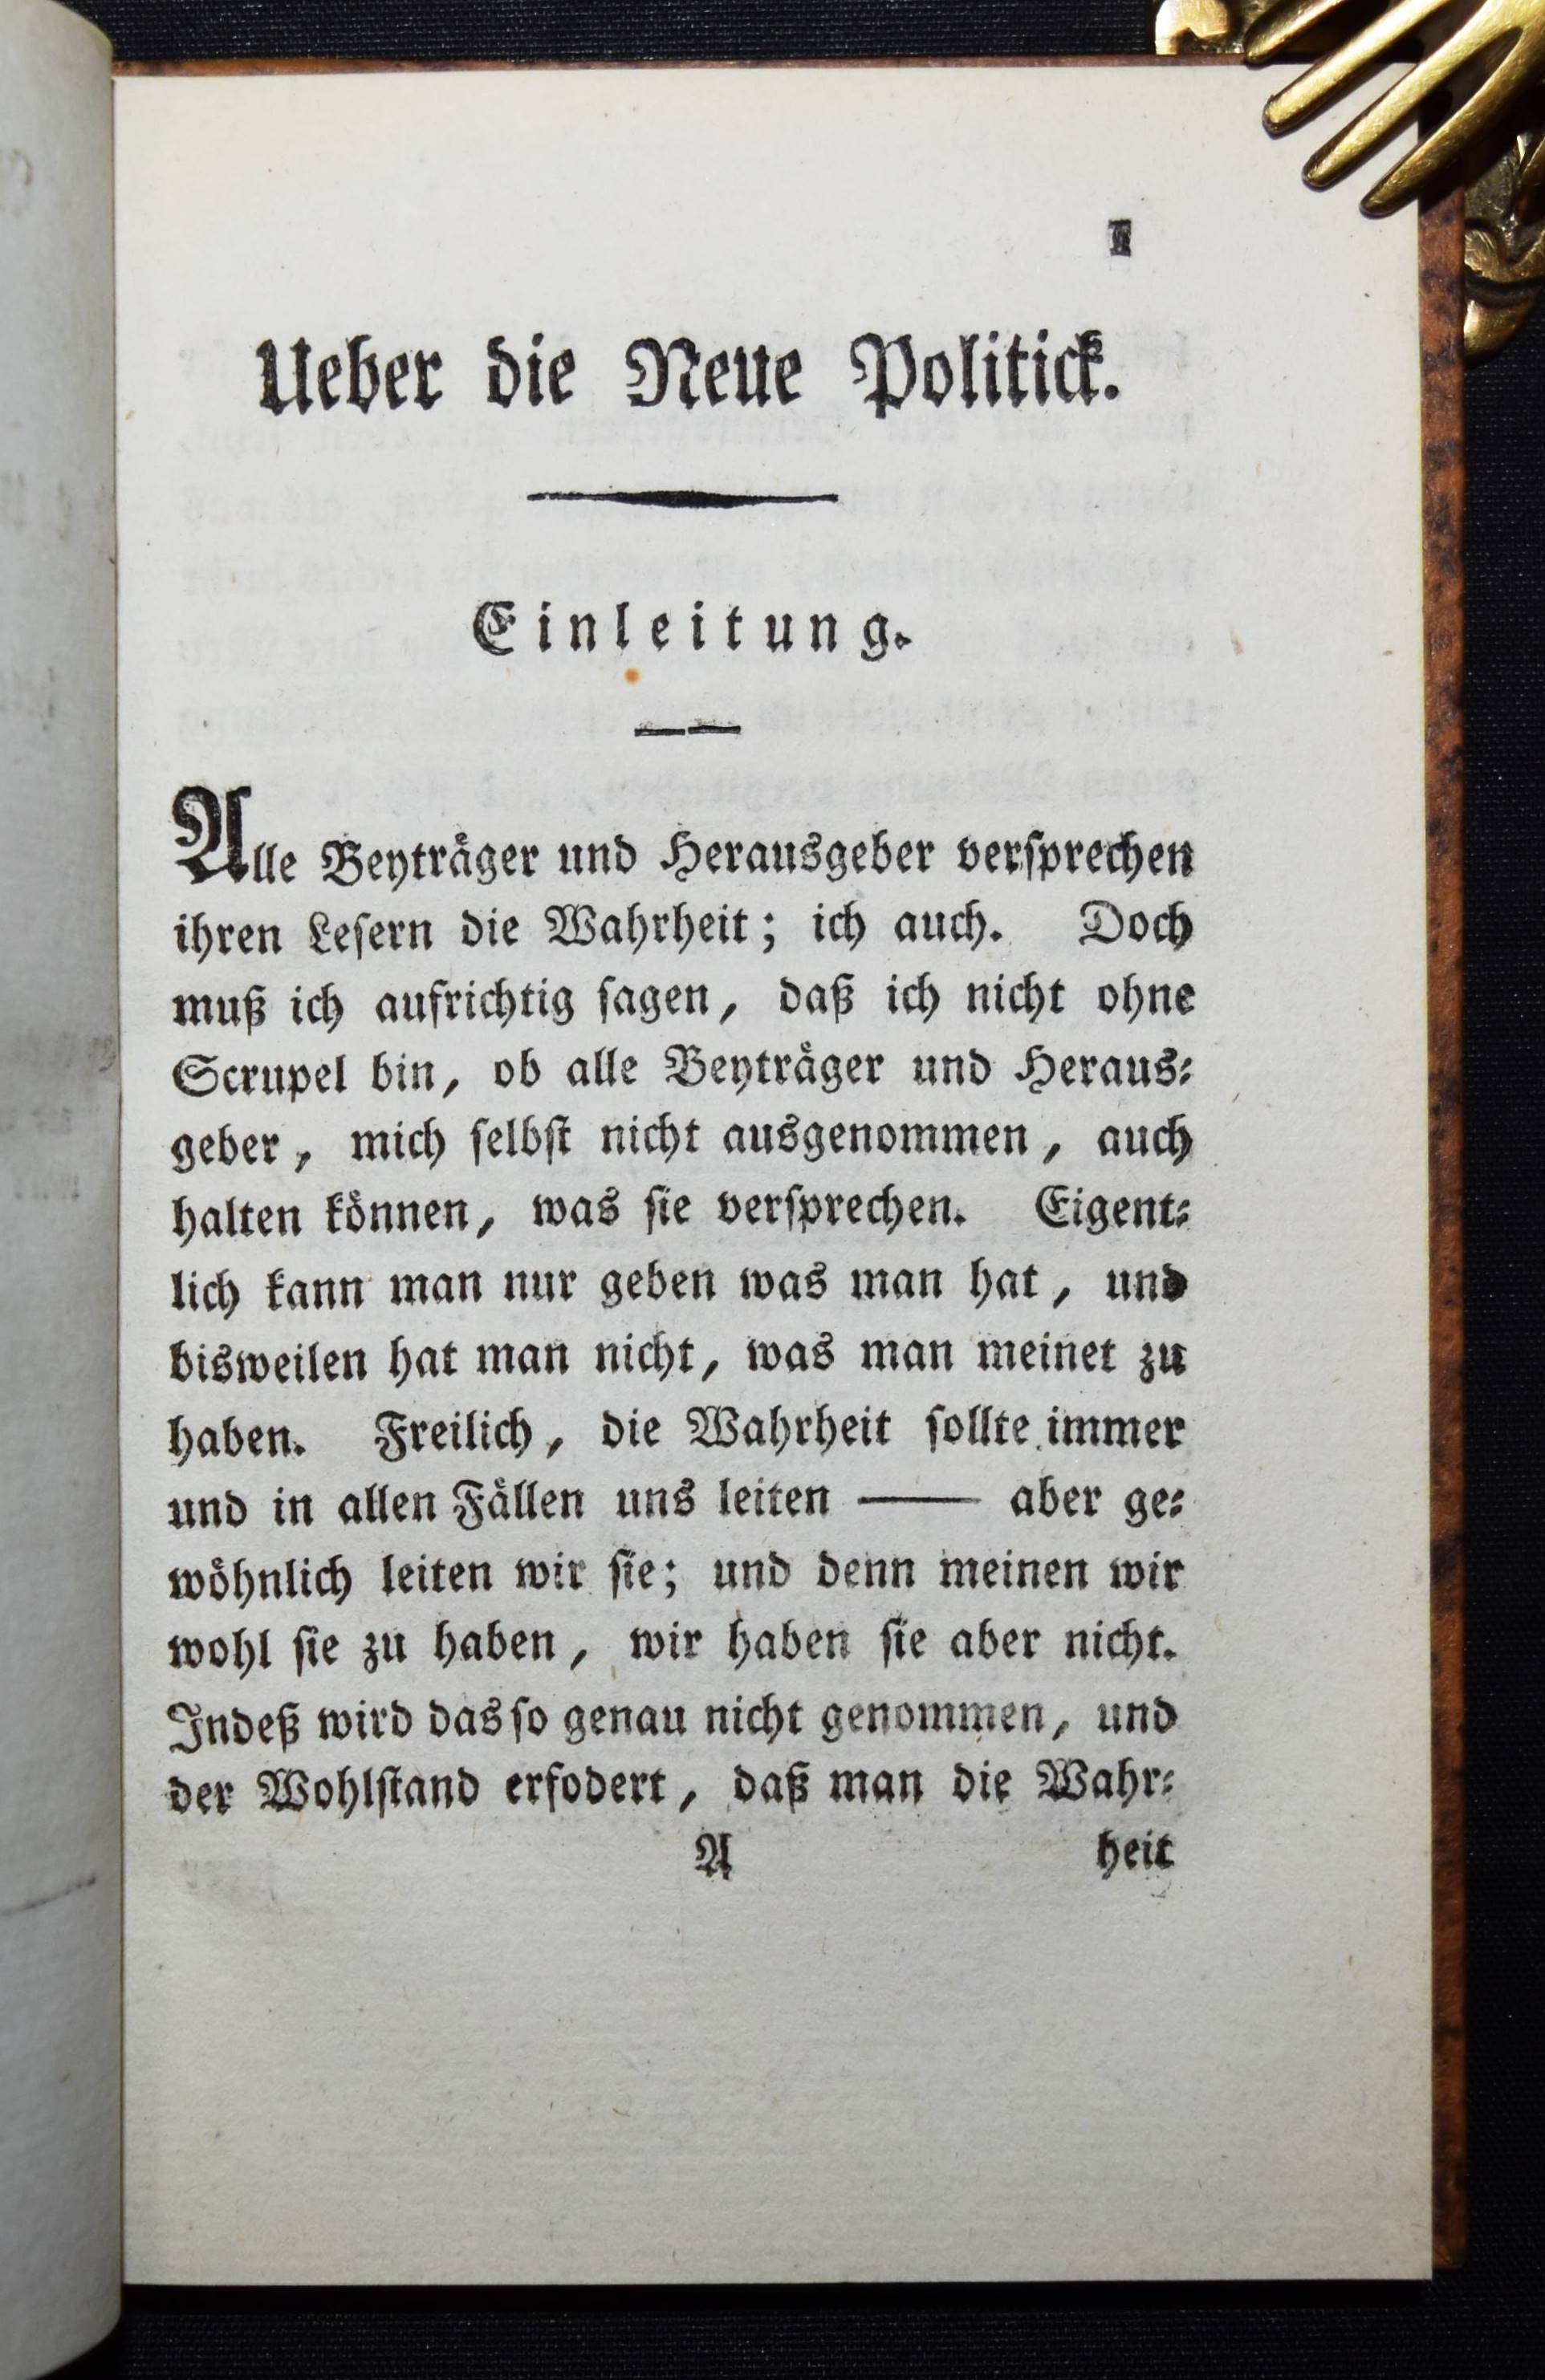 1
Ueber die Neue Politick.
Einleitung.
Alle Beyträger und Herausgeber verſprechen
ihren Leſern die Wahrheit; ich auch. Doch
muß ich aufrichtig ſagen, daß ich nicht ohne
Scrupel bin, ob alle Beyträger und Heraus⸗
geber, mich ſelbſt nicht ausgenommen, auch
halten können, was ſie verſprechen. Eigent⸗
lich kann man nur geben was man hat, und
bisweilen hat man nicht, was man meinet zu
haben. Freilich, die Wahrheit ſollte immer
und in allen Fällen uns leiten —— aber ge⸗
wöhnlich leiten wir ſie; und denn meinen wir
wohl ſie zu haben, wir haben ſie aber nicht.
Indeß wird das ſo genau nicht genommen, und
der Wohlſtand erfodert, daß man die Wahr⸗
A heit